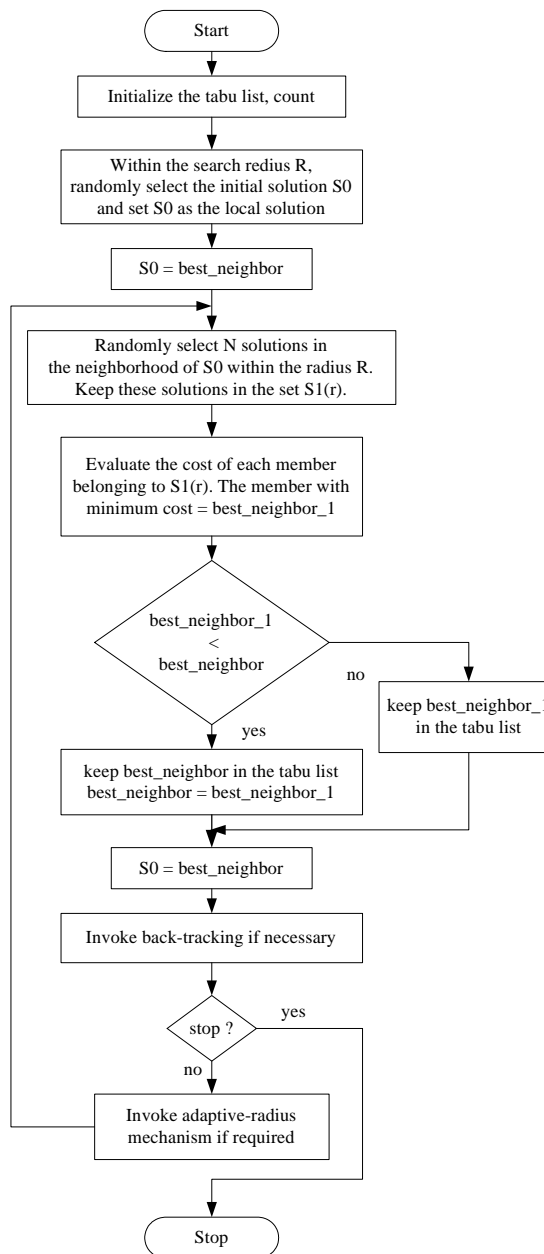 Start
Initialize the tabu list, count
Within the search redius R,
randomly select the initial solution S0
and set S0 as the local solution
S0 = best_neighbor
Randomly select N solutions in
the neighborhood of S0 within the radius R.
Keep these solutions in the set S1(r).
Evaluate the cost of each member
belonging to S1(r). The member with
minimum cost = best_neighbor_1
best_neighbor_1
<
best_neighbor
no
keep best_neighbor_1
in the tabu list
yes
keep best_neighbor in the tabu list
best_neighbor = best_neighbor_1
S0 = best_neighbor
Invoke back-tracking if necessary
stop ?
yes
no
Invoke adaptive-radius
mechanism if required
Stop